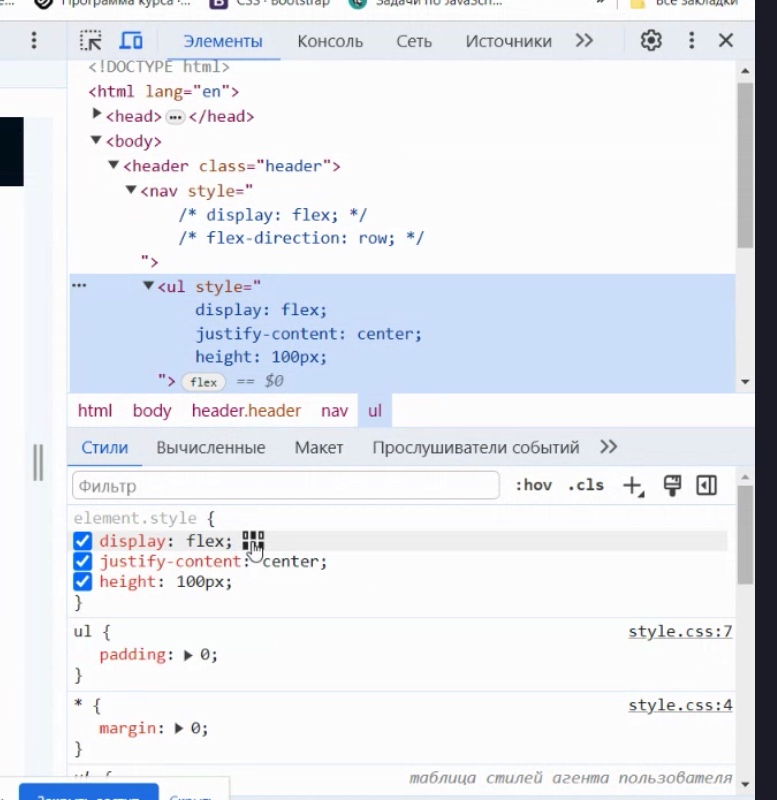 Программа курса ·...
CSS · Bootstrap
Задачи по JavaScri...
»
Все закладки
Элементы Консоль Сеть Источники
<!DOCTYPE html>
<html lang="en">
<head> ••• </head>
<body>
<header class="header">
<nav style="
/* display: flex; */
/* flex-direction: row; */
">
••• <ul style="
display: flex;
justify-content: center;
height: 100px;
"> flex == $0
html body header.header nav ul
Стили Вычисленные Макет Прослушиватели событий
Фильтр :hov .cls
element.style {
display: flex;
justify-content: center;
height: 100px;
}
ul { style.css:7
padding: 0;
}
* { style.css:4
margin: 0;
}
ul { таблица стилей агента пользователя
Закрыть доступ Скрыть